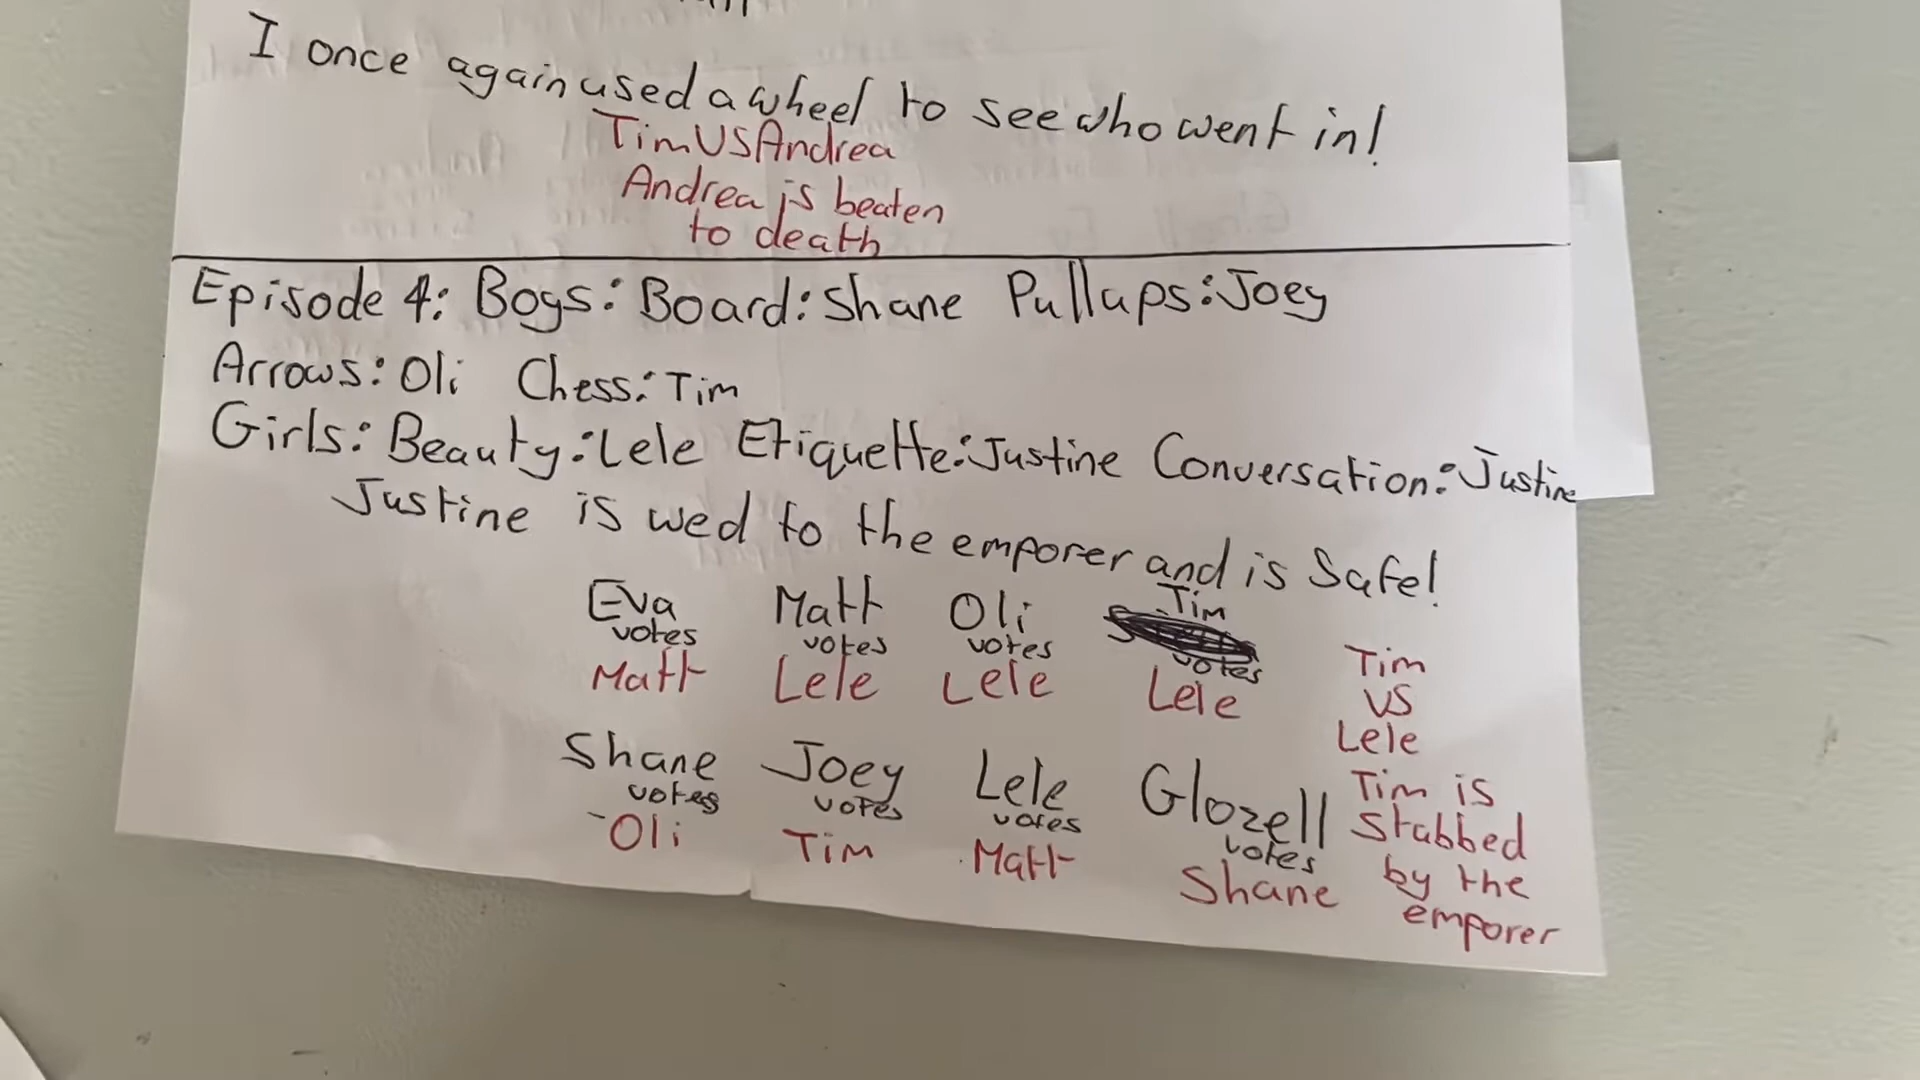 I once again used a wheel to see who went in!
Tim VS Andrea
Andrea is beaten
to death
Episode 4: Boys: Board: Shane Pullups: Joey
Arrows: Oli Chess: Tim
Girls: Beauty: Lele Etiquette: Justine Conversation: Justine
Justine is wed to the emporer and is Safe!
Eva Matt Oli Tim
votes votes votes votes
Matt Lele Lele Lele
Tim
VS
Lele
Shane Joey Lele Glozell
votes votes votes votes
Oli Tim Matt Shane
Tim is
stabbed
by the
emporer